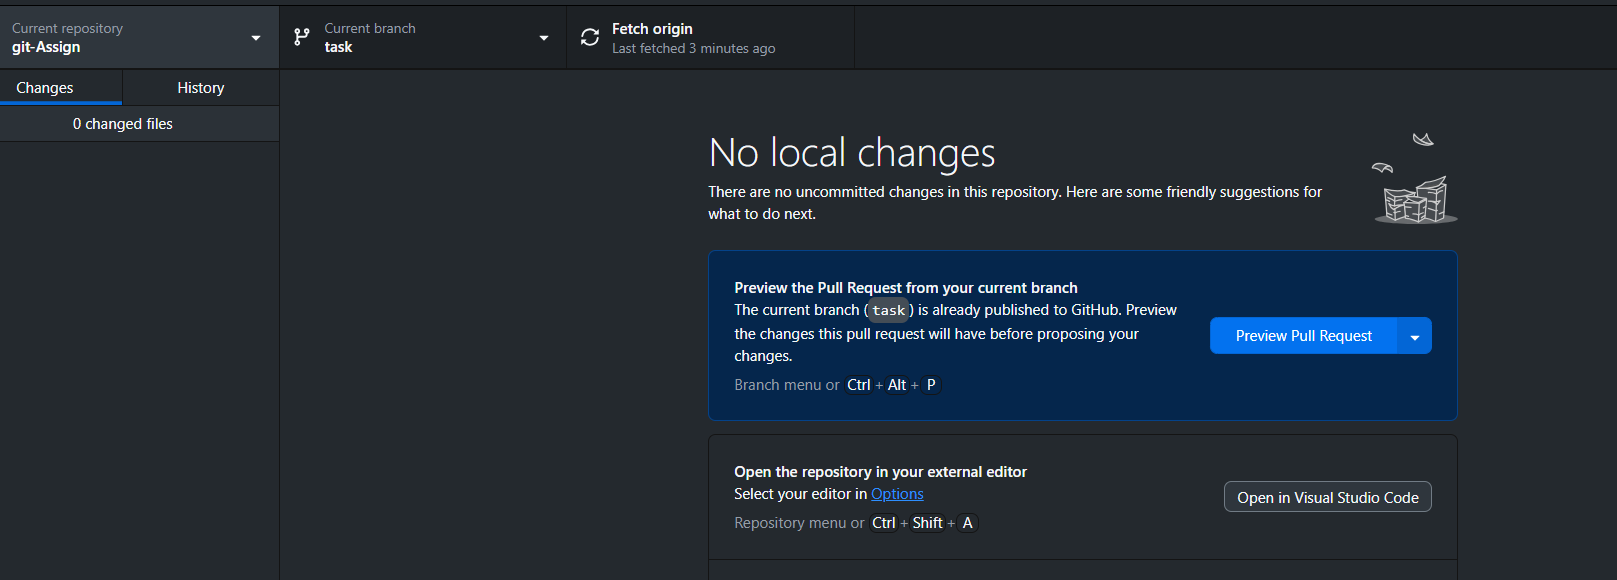 Current repository
git-Assign
Current branch
task
Fetch origin
Last fetched 3 minutes ago
Changes
History
0 changed files
No local changes
There are no uncommitted changes in this repository. Here are some friendly suggestions for
what to do next.
Preview the Pull Request from your current branch
The current branch (task) is already published to GitHub. Preview
the changes this pull request will have before proposing your
changes.
Branch menu or Ctrl + Alt + P
Preview Pull Request
Open the repository in your external editor
Select your editor in Options
Repository menu or Ctrl + Shift + A
Open in Visual Studio Code